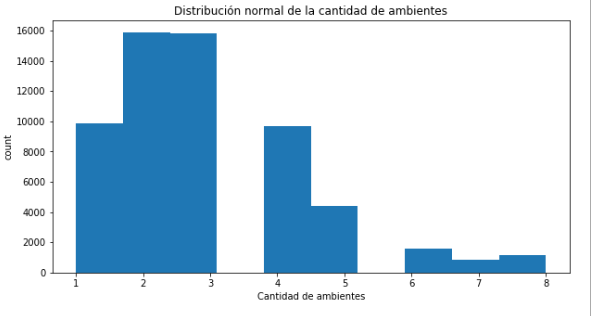 Distribución normal de la cantidad de ambientes
16000
14000
12000
10000
8000
6000
4000
2000
0
count
1 2 3 4 5 6 7 8
Cantidad de ambientes